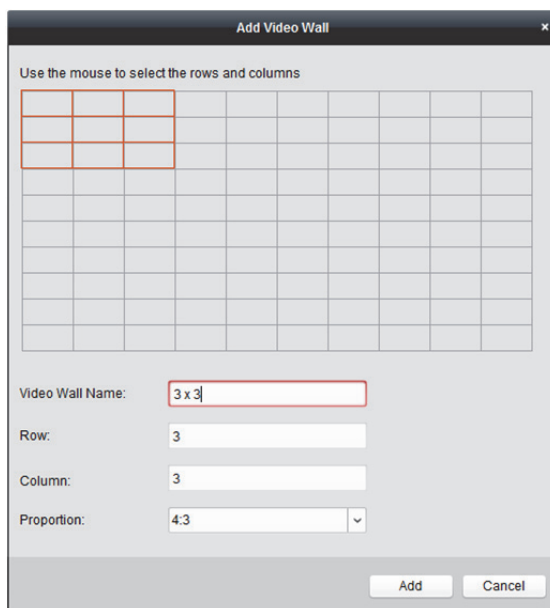 Add Video Wall ×
Use the mouse to select the rows and columns
Video Wall Name: 3 x 3
Row: 3
Column: 3
Proportion: 4:3
Add Cancel